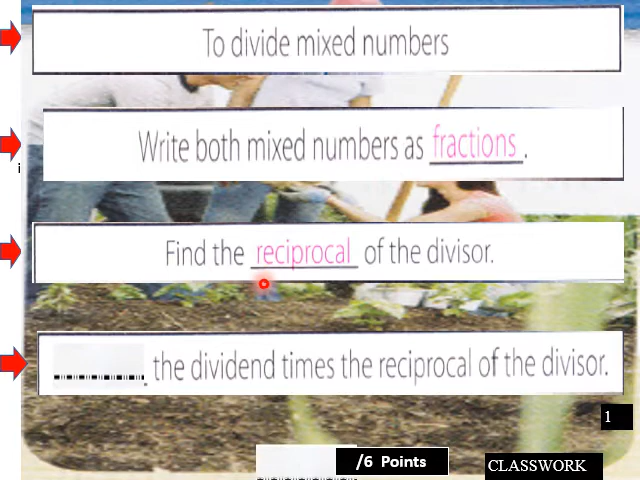 To divide mixed numbers
Write both mixed numbers as fractions.
Find the reciprocal of the divisor.
the dividend times the reciprocal of the divisor.
1
/6 Points
CLASSWORK